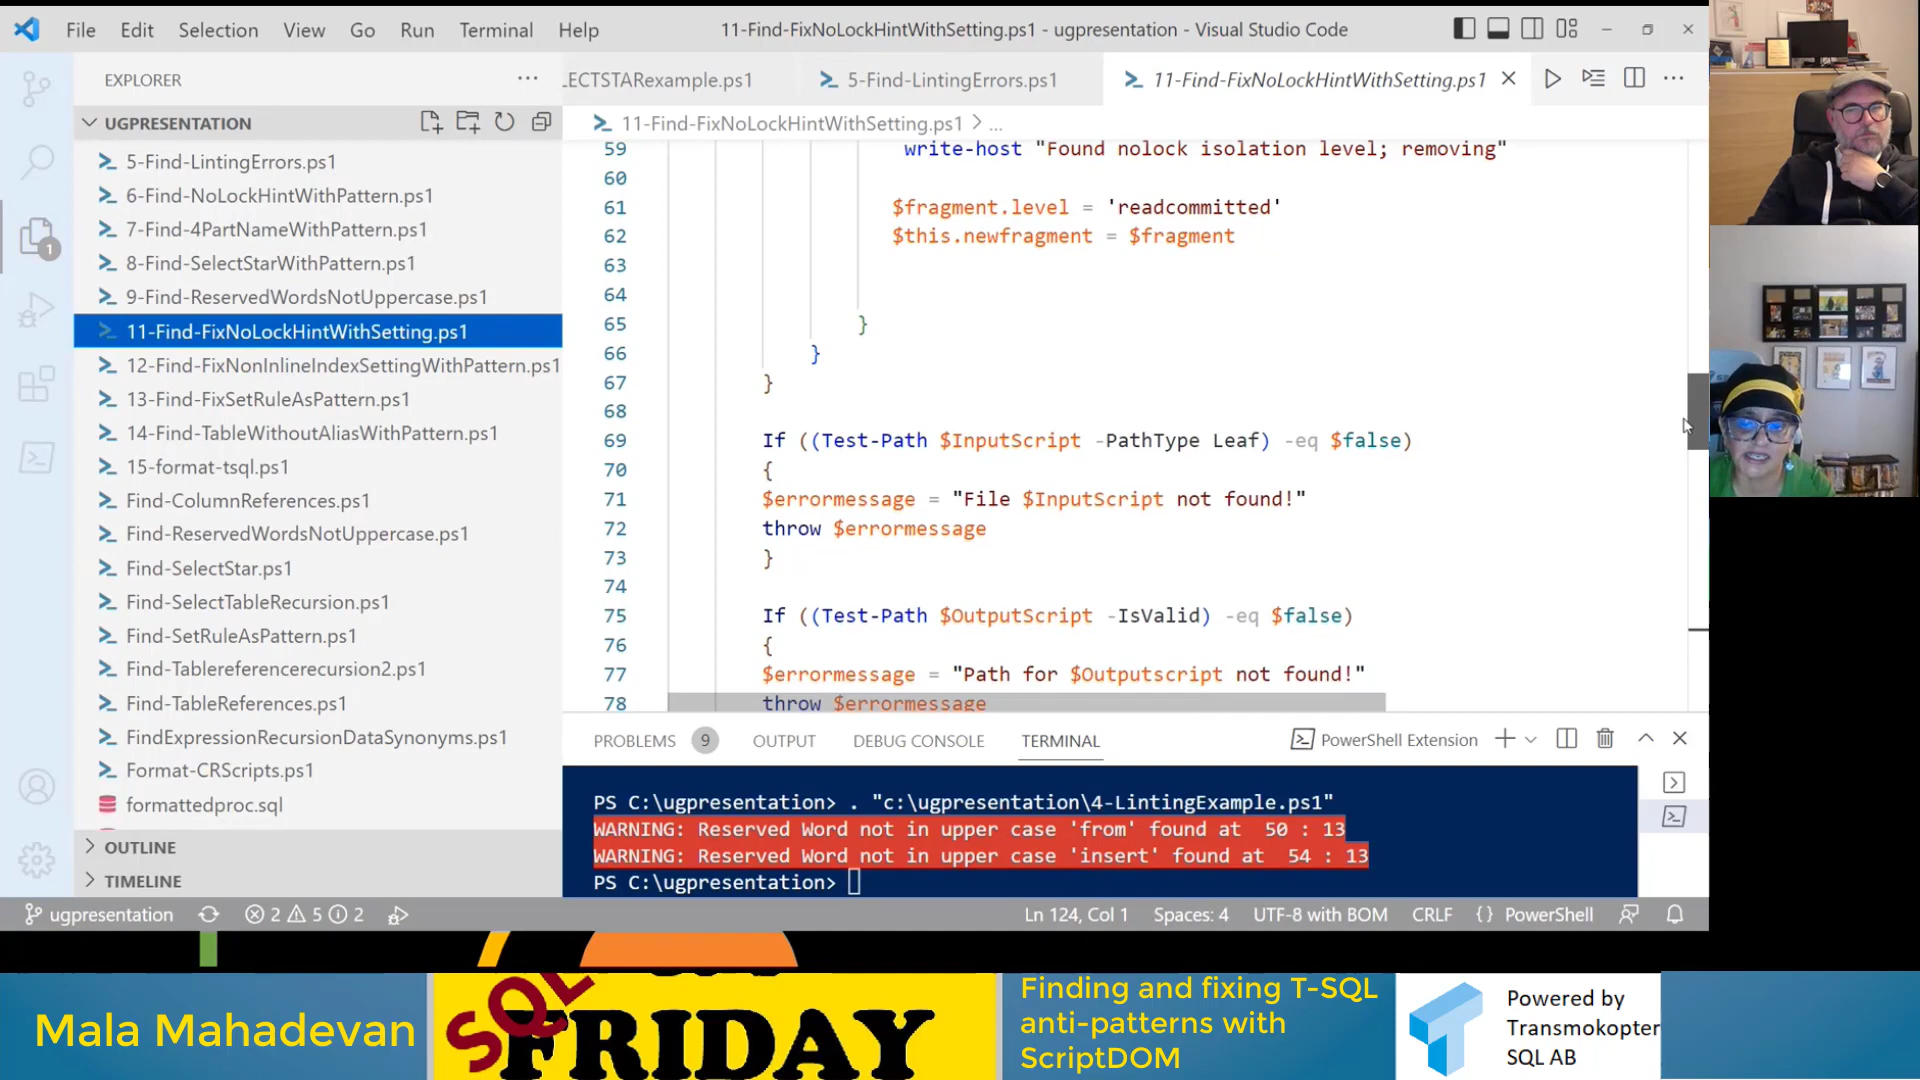 File Edit Selection View Go Run Terminal Help 11-Find-FixNoLockHintWithSetting.ps1 - ugpresentation - Visual Studio Code
EXPLORER
UGPRESENTATION
5-Find-LintingErrors.ps1
6-Find-NoLockHintWithPattern.ps1
7-Find-4PartNameWithPattern.ps1
8-Find-SelectStarWithPattern.ps1
9-Find-ReservedWordsNotUppercase.ps1
11-Find-FixNoLockHintWithSetting.ps1
12-Find-FixNonInlineIndexSettingWithPattern.ps1
13-Find-FixSetRuleAsPattern.ps1
14-Find-TableWithoutAliasWithPattern.ps1
15-format-tsql.ps1
Find-ColumnReferences.ps1
Find-ReservedWordsNotUppercase.ps1
Find-SelectStar.ps1
Find-SelectTableRecursion.ps1
Find-SetRuleAsPattern.ps1
Find-Tablereferencerecursion2.ps1
Find-TableReferences.ps1
FindExpressionRecursionDataSynonyms.ps1
Format-CRScripts.ps1
formattedproc.sql
OUTLINE
TIMELINE
1
LECTSTARexample.ps1 5-Find-LintingErrors.ps1 11-Find-FixNoLockHintWithSetting.ps1
11-Find-FixNoLockHintWithSetting.ps1 > ...
59 write-host "Found nolock isolation level; removing"
60
61 $fragment.level = 'readcommitted'
62 $this.newfragment = $fragment
63
64
65 }
66 }
67 }
68
69 If ((Test-Path $InputScript -PathType Leaf) -eq $false)
70 {
71 $errormessage = "File $InputScript not found!"
72 throw $errormessage
73 }
74
75 If ((Test-Path $OutputScript -IsValid) -eq $false)
76 {
77 $errormessage = "Path for $Outputscript not found!"
78 throw $errormessage
PROBLEMS 9 OUTPUT DEBUG CONSOLE TERMINAL PowerShell Extension
PS C:\ugpresentation> . "c:\ugpresentation\4-LintingExample.ps1"
WARNING: Reserved Word not in upper case 'from' found at 50 : 13
WARNING: Reserved Word not in upper case 'insert' found at 54 : 13
PS C:\ugpresentation>
ugpresentation 2 5 2 Ln 124, Col 1 Spaces: 4 UTF-8 with BOM CRLF {} PowerShell
Mala Mahadevan
SQL
FRIDAY
Finding and fixing T-SQL
anti-patterns with
ScriptDOM
Powered by
Transmokopter
SQL AB